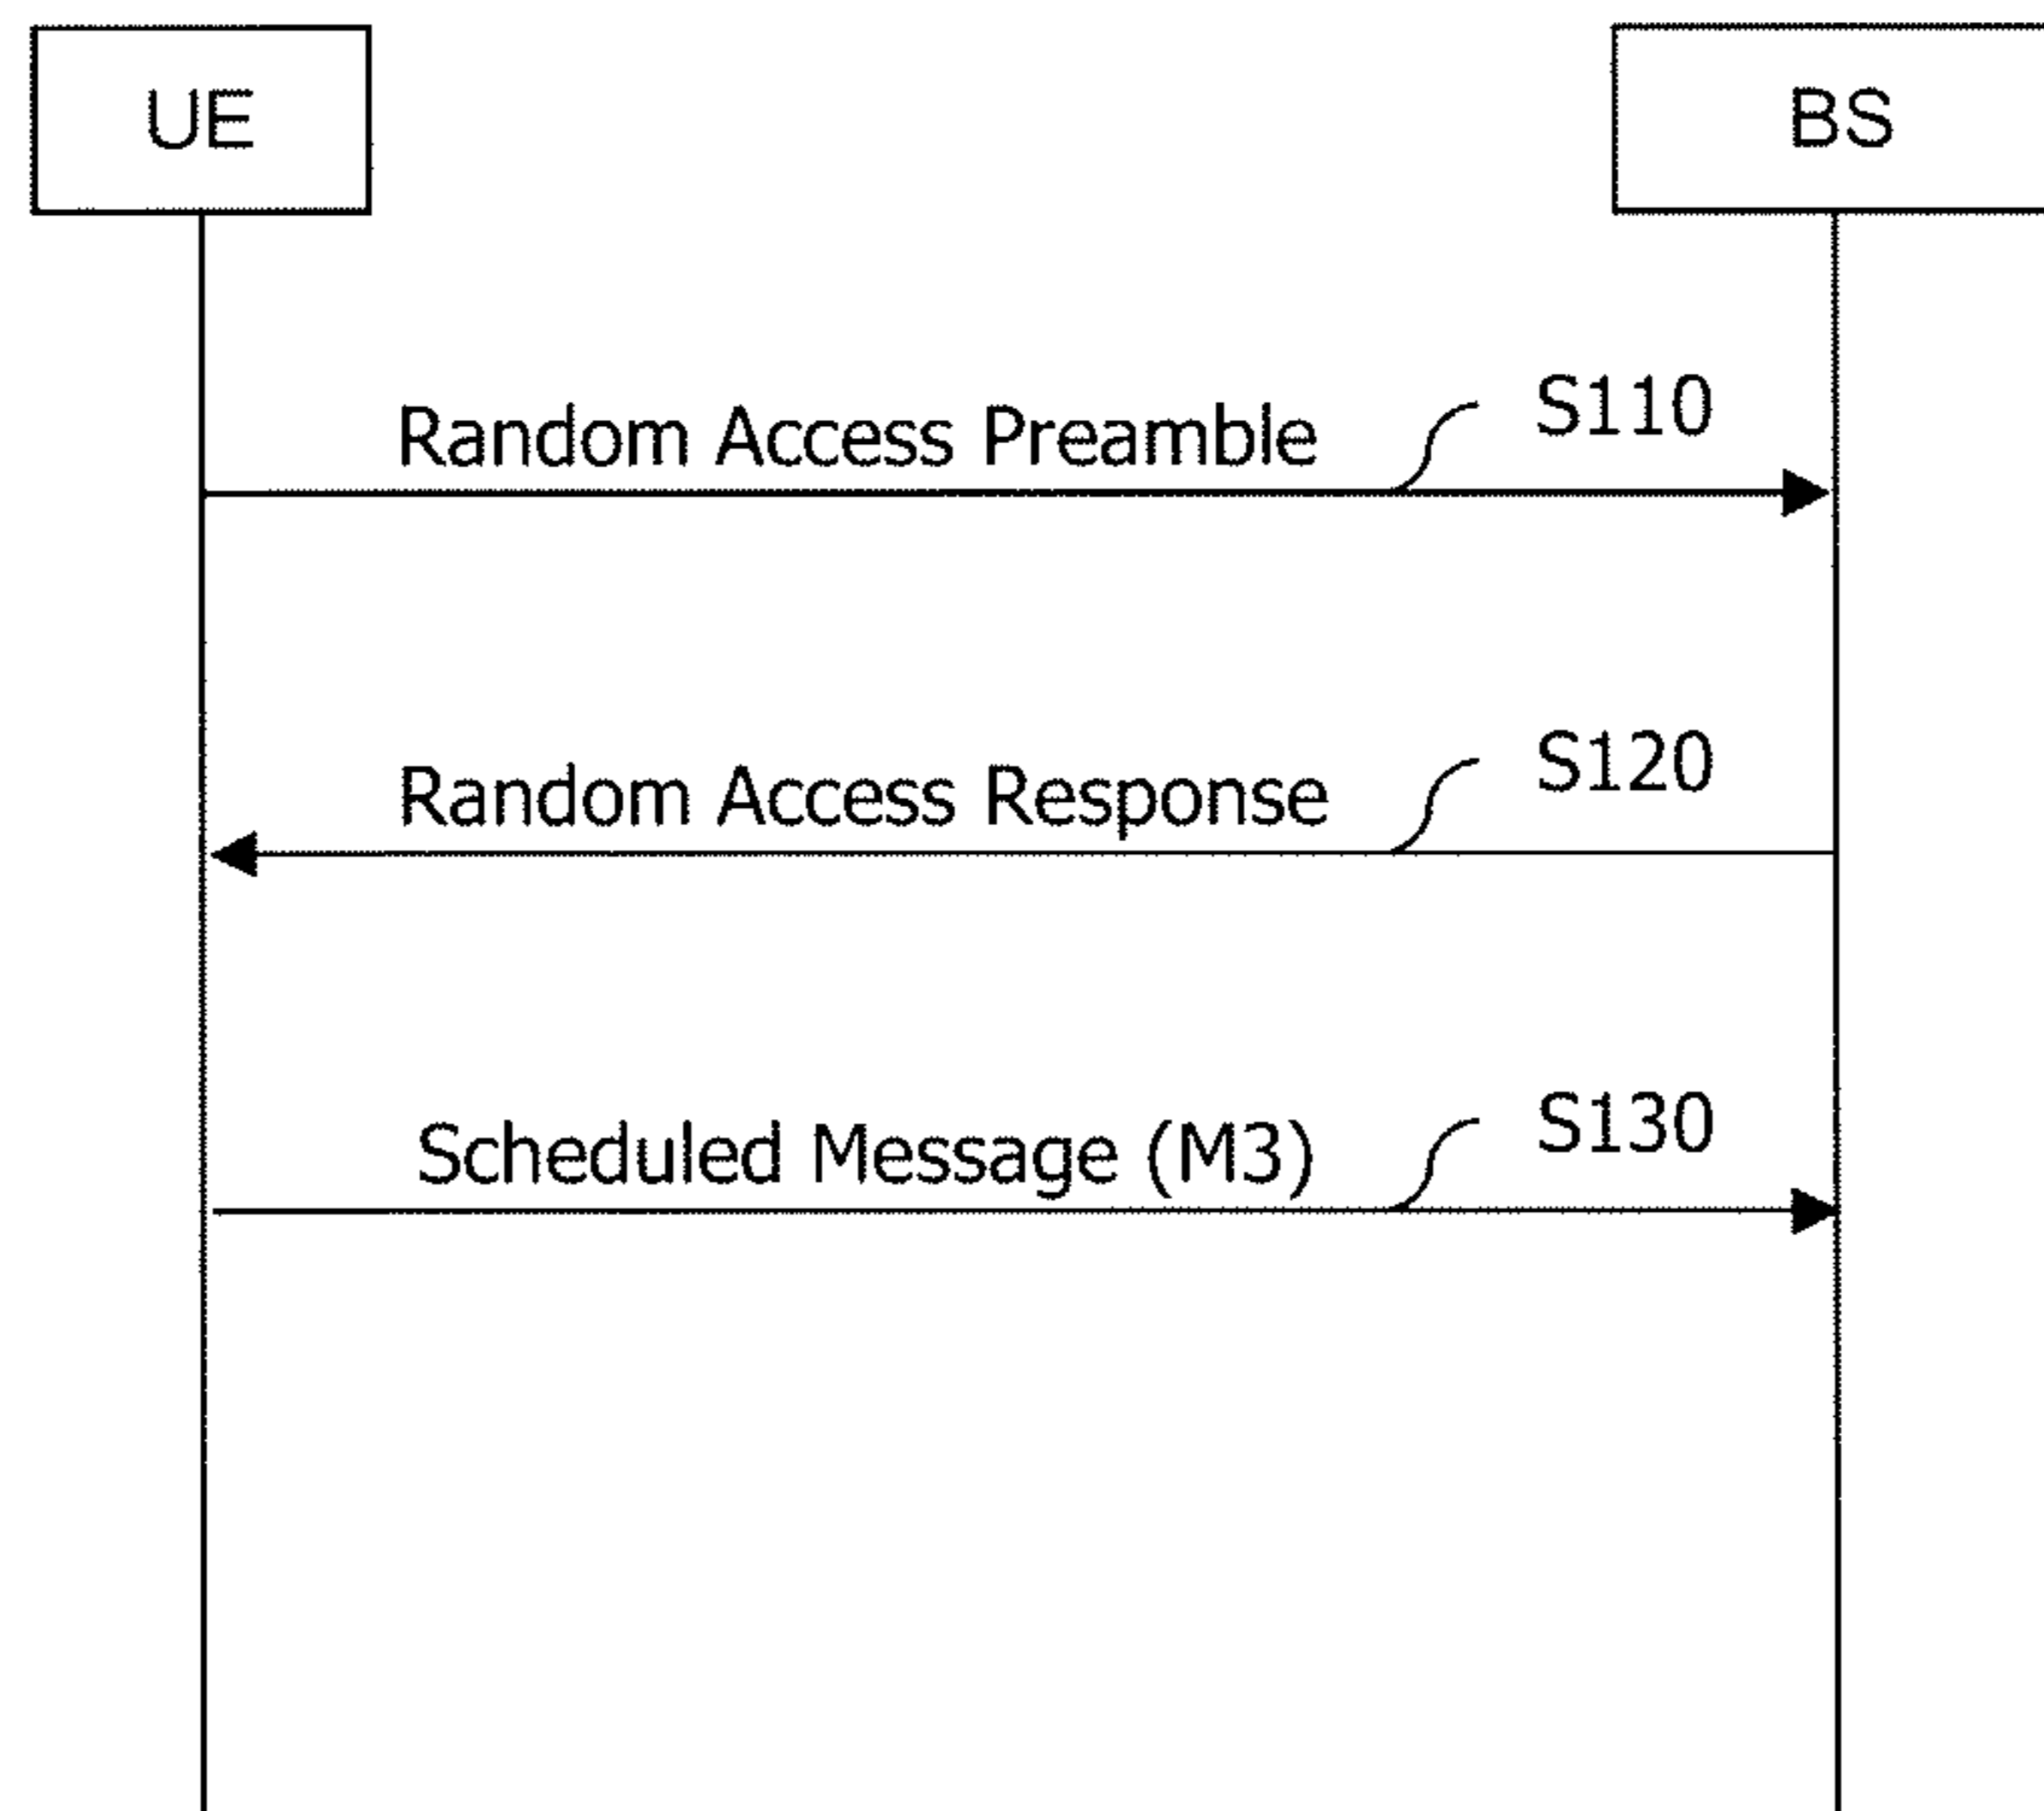 UE
BS
Random Access Preamble
S110
Random Access Response
S120
Scheduled Message (M3)
S130